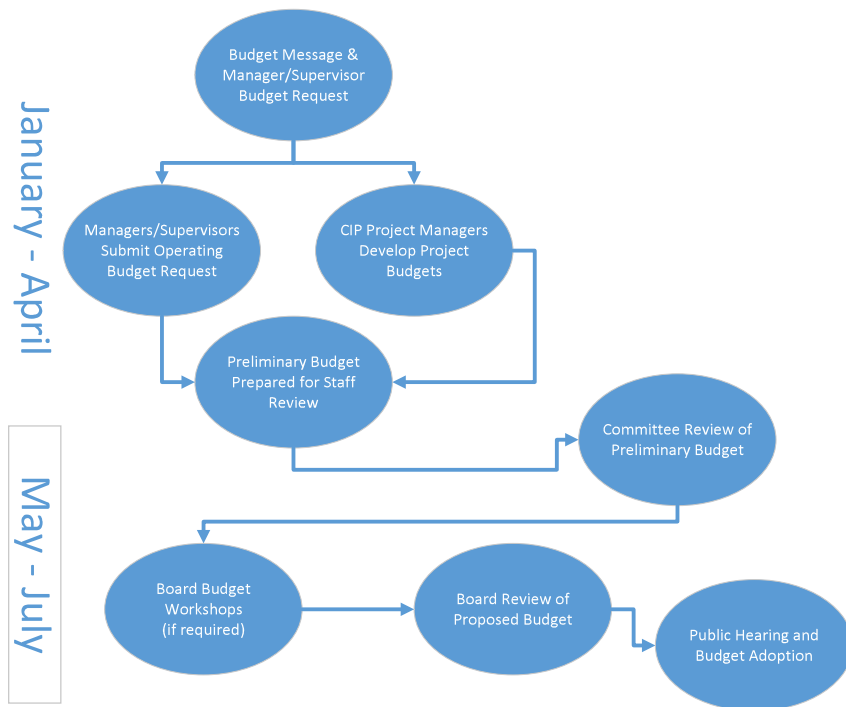 January - April
Budget Message &
Manager/Supervisor
Budget Request
Managers/Supervisors
Submit Operating
Budget Request
CIP Project Managers
Develop Project
Budgets
Preliminary Budget
Prepared for Staff
Review
Committee Review of
Preliminary Budget
May - July
Board Budget
Workshops
(if required)
Board Review of
Proposed Budget
Public Hearing and
Budget Adoption